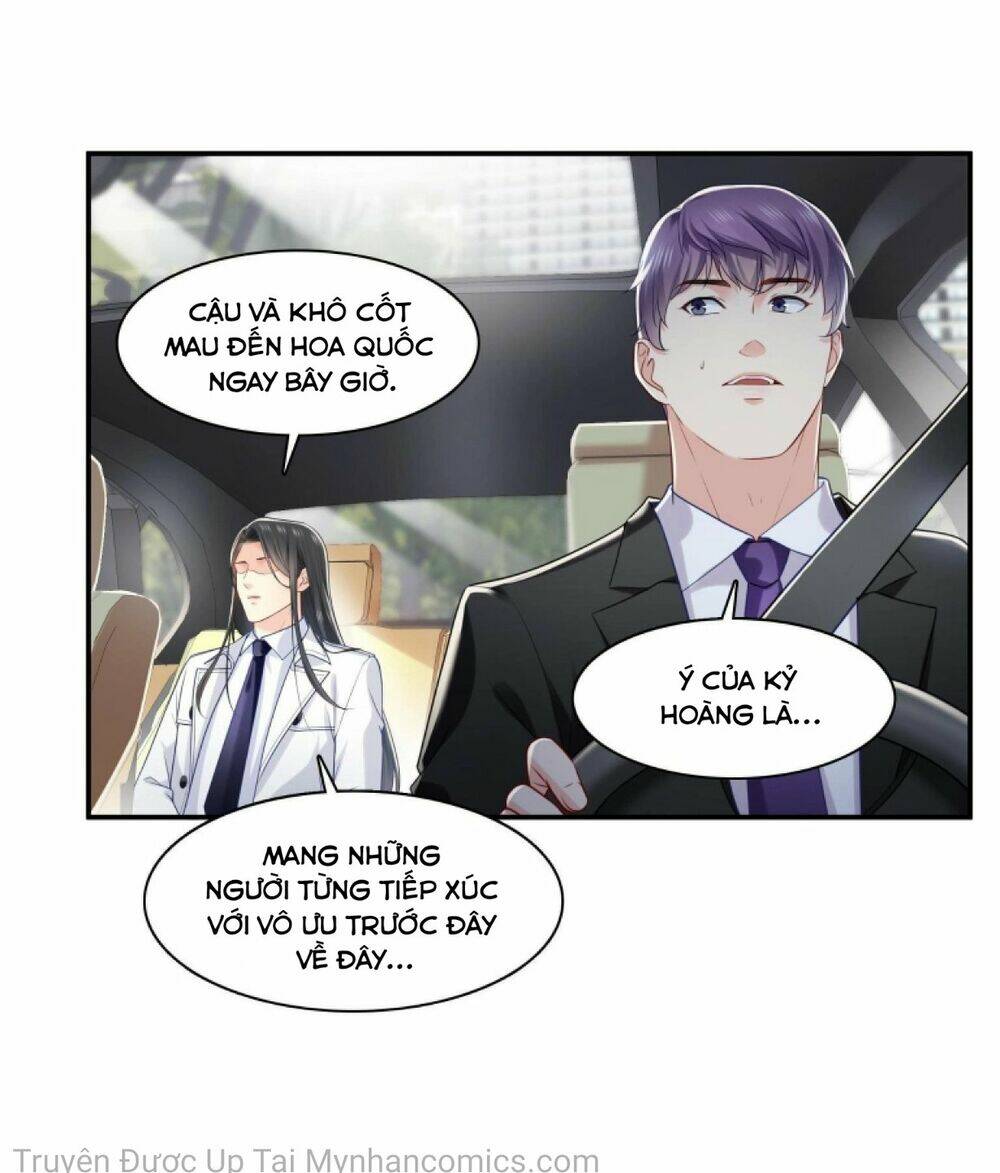 CẬU VÀ KHÔ CỐT
MAU ĐẾN HOA QUỐC
NGAY BÂY GIỜ.
Ý CỦA KỶ
HOÀNG LÀ...
MANG NHỮNG
NGƯỜI TỪNG TIẾP XÚC
VỚI VÔ ƯU TRƯỚC ĐÂY
VỀ ĐÂY...
Truyện Được Up Tại Mynhancomics.com